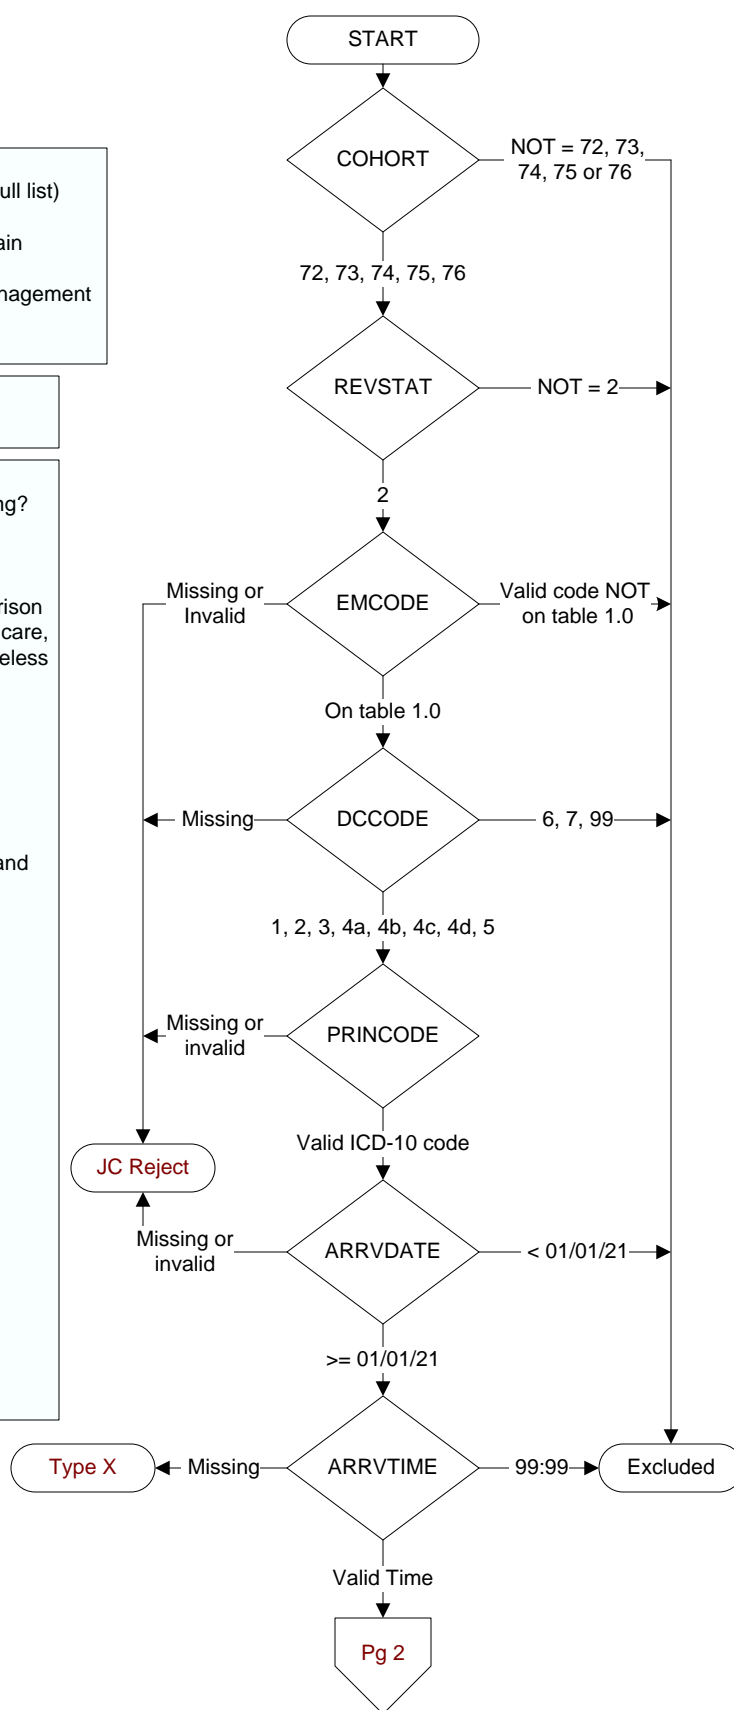 START
COHORT
NOT = 72, 73,
74, 75 or 76
72, 73, 74, 75, 76
REVSTAT
NOT = 2
2
Missing or
Invalid
EMCODE
Valid code NOT
on table 1.0
On table 1.0
Missing
DCCODE
6, 7, 99
1, 2, 3, 4a, 4b, 4c, 4d, 5
Missing or
invalid
PRINCODE
Valid ICD-10 code
JC Reject
Missing or
invalid
ARRVDATE
< 01/01/21
>= 01/01/21
Type X
Missing
ARRVTIME
99:99
Excluded
Valid Time
Pg 2
list)
care,
and